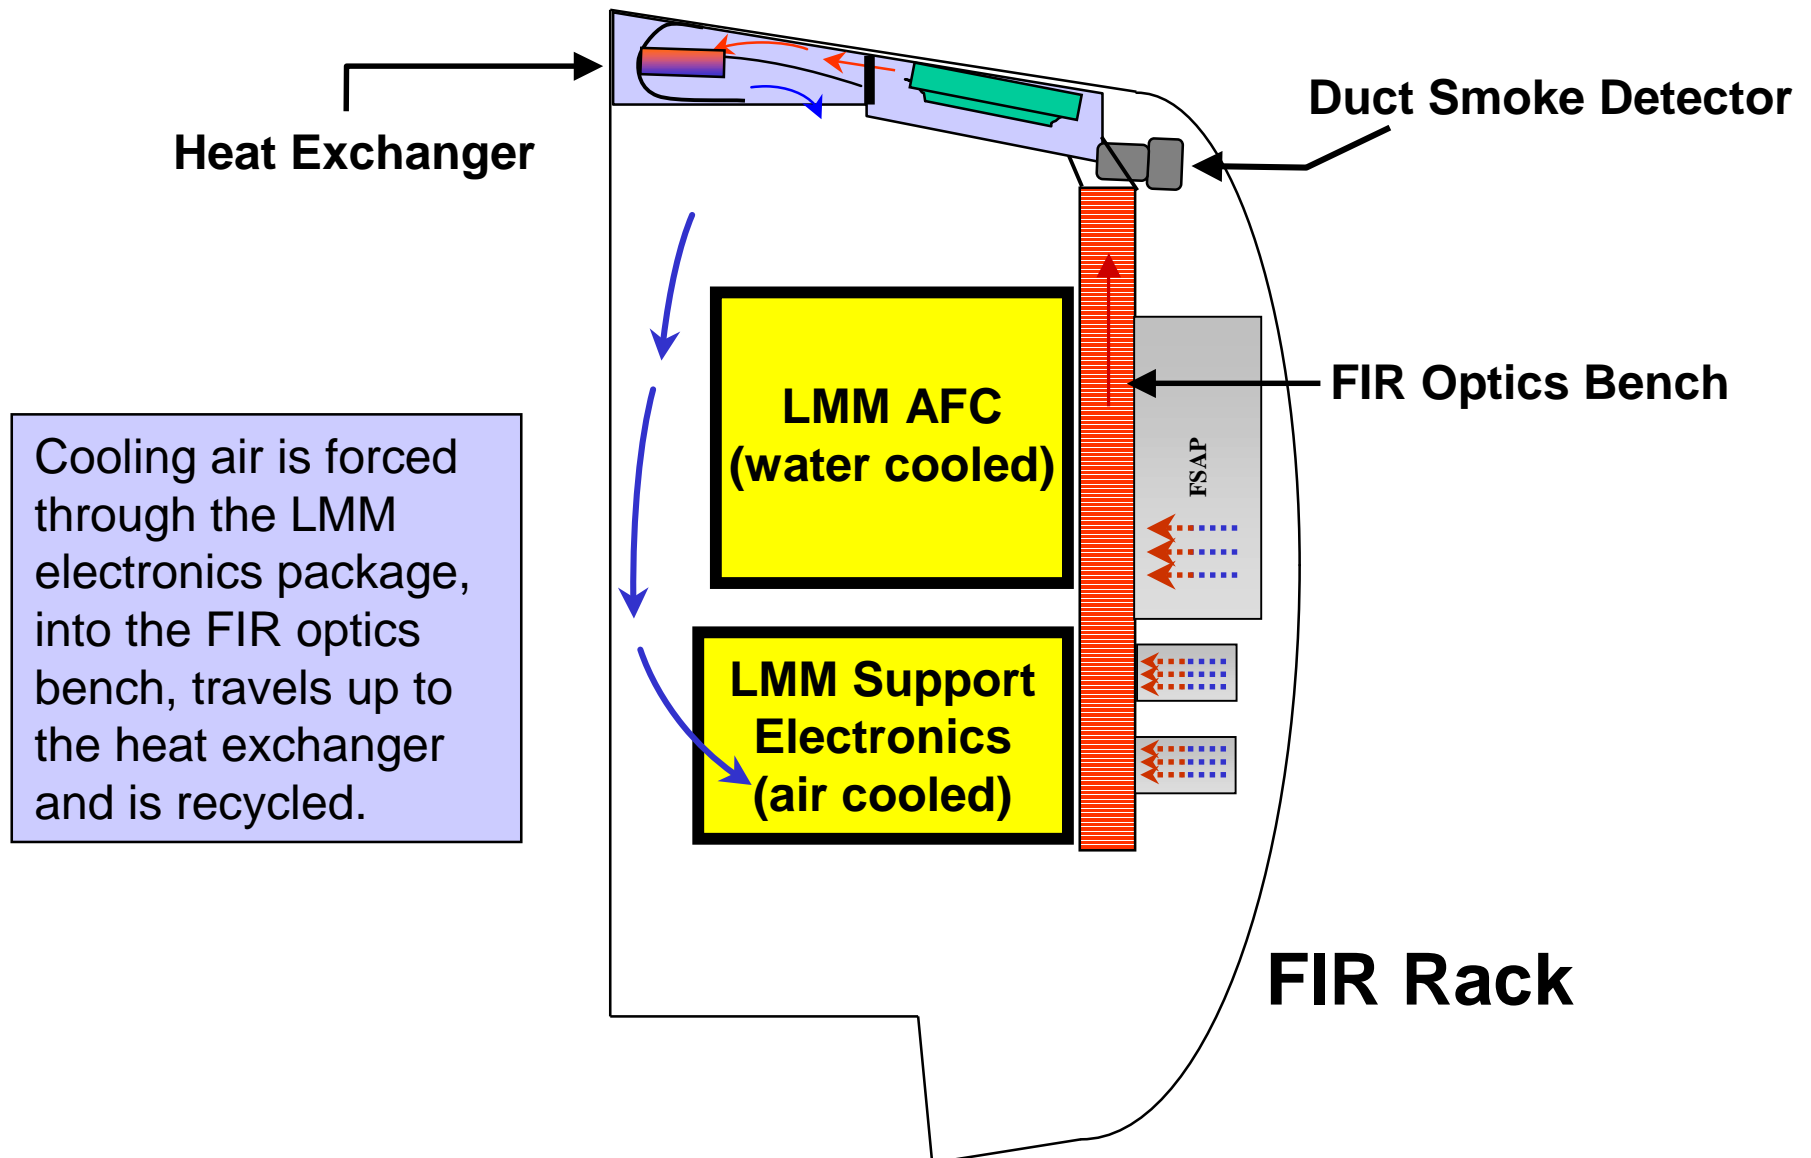 Heat Exchanger
Duct Smoke Detector
LMM AFC
(water cooled)
FIR Optics Bench
FSAP
Cooling air is forced
through the LMM
electronics package,
into the FIR optics
bench, travels up to
the heat exchanger
and is recycled.
LMM Support
Electronics
(air cooled)
FIR Rack